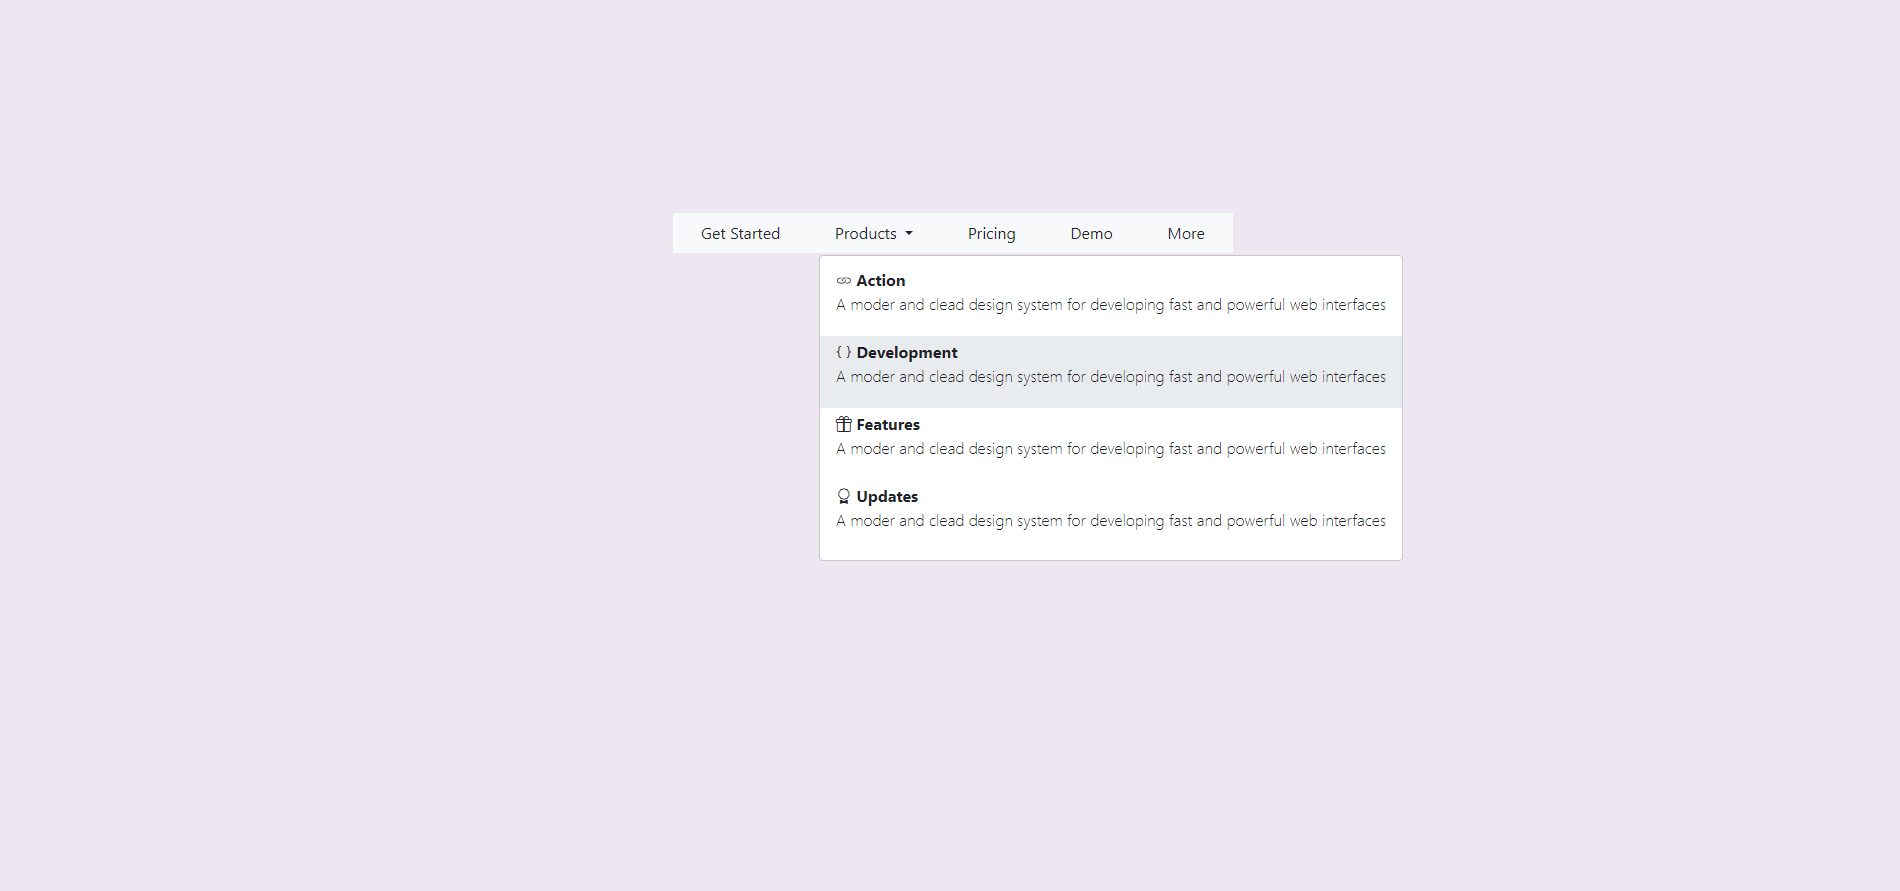 Get Started Products Pricing Demo More
Action
A moder and clead design system for developing fast and powerful web interfaces
{ } Development
A moder and clead design system for developing fast and powerful web interfaces
Features
A moder and clead design system for developing fast and powerful web interfaces
Updates
A moder and clead design system for developing fast and powerful web interfaces